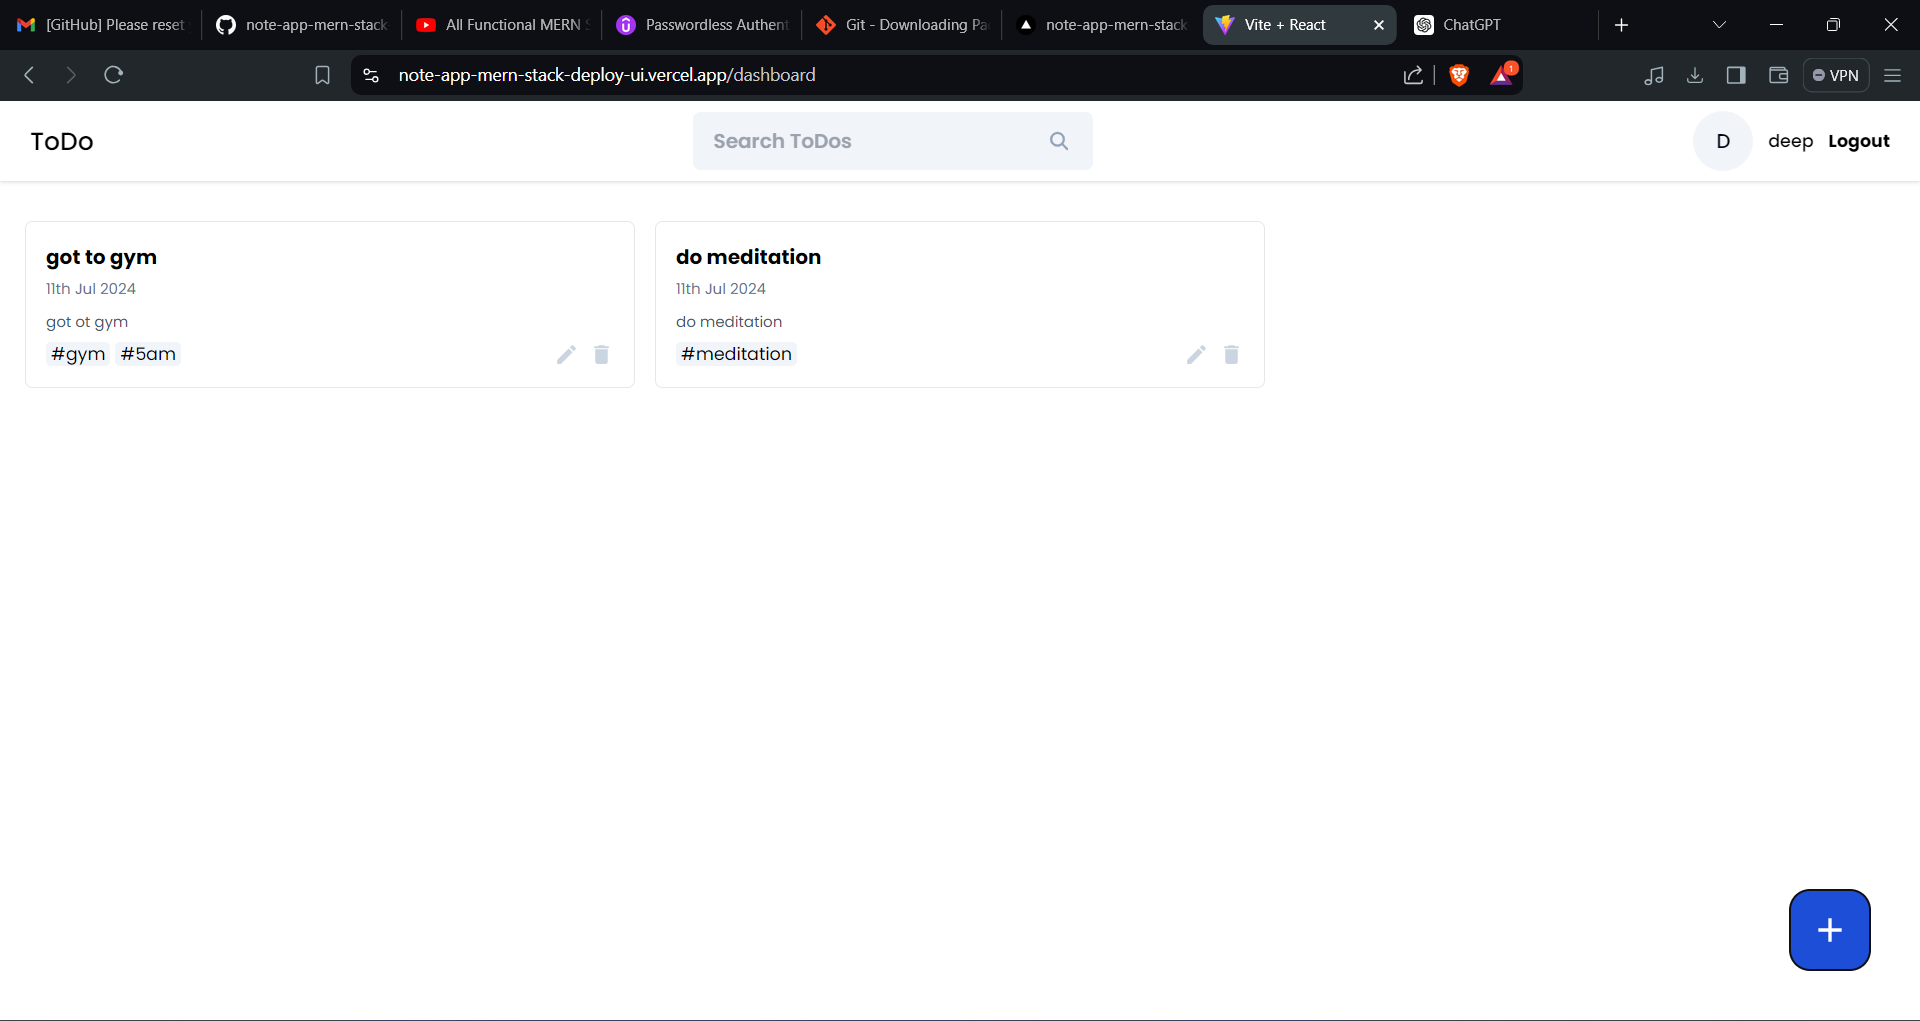 [GitHub] Please reset
note-app-mern-stack
All Functional MERN
Passwordless Authent
Git - Downloading Pa
note-app-mern-stack
Vite + React
ChatGPT
note-app-mern-stack-deploy-ui.vercel.app/dashboard
1
VPN
ToDo
Search ToDos
D
deep
Logout
got to gym
11th Jul 2024
got ot gym
#gym #5am
do meditation
11th Jul 2024
do meditation
#meditation